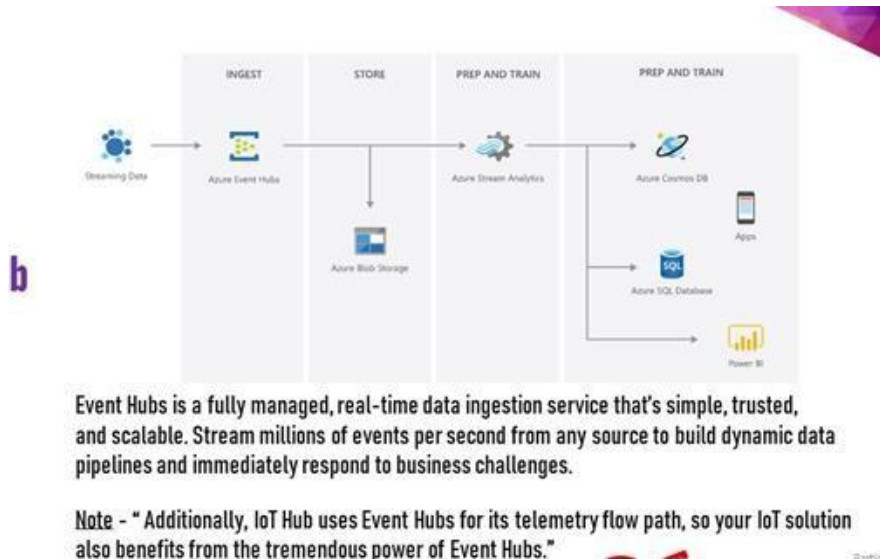 INGEST
STORE
PREP AND TRAIN
PREP AND TRAIN
Streaming Data
Azure Event Hubs
Azure Stream Analytics
Azure Cosmos DB
Apps
Azure Blob Storage
SQL
Azure SQL Database
Power BI
b
Event Hubs is a fully managed, real-time data ingestion service that's simple, trusted,
and scalable. Stream millions of events per second from any source to build dynamic data
pipelines and immediately respond to business challenges.
Note - “ Additionally, IoT Hub uses Event Hubs for its telemetry flow path, so your IoT solution
also benefits from the tremendous power of Event Hubs.”